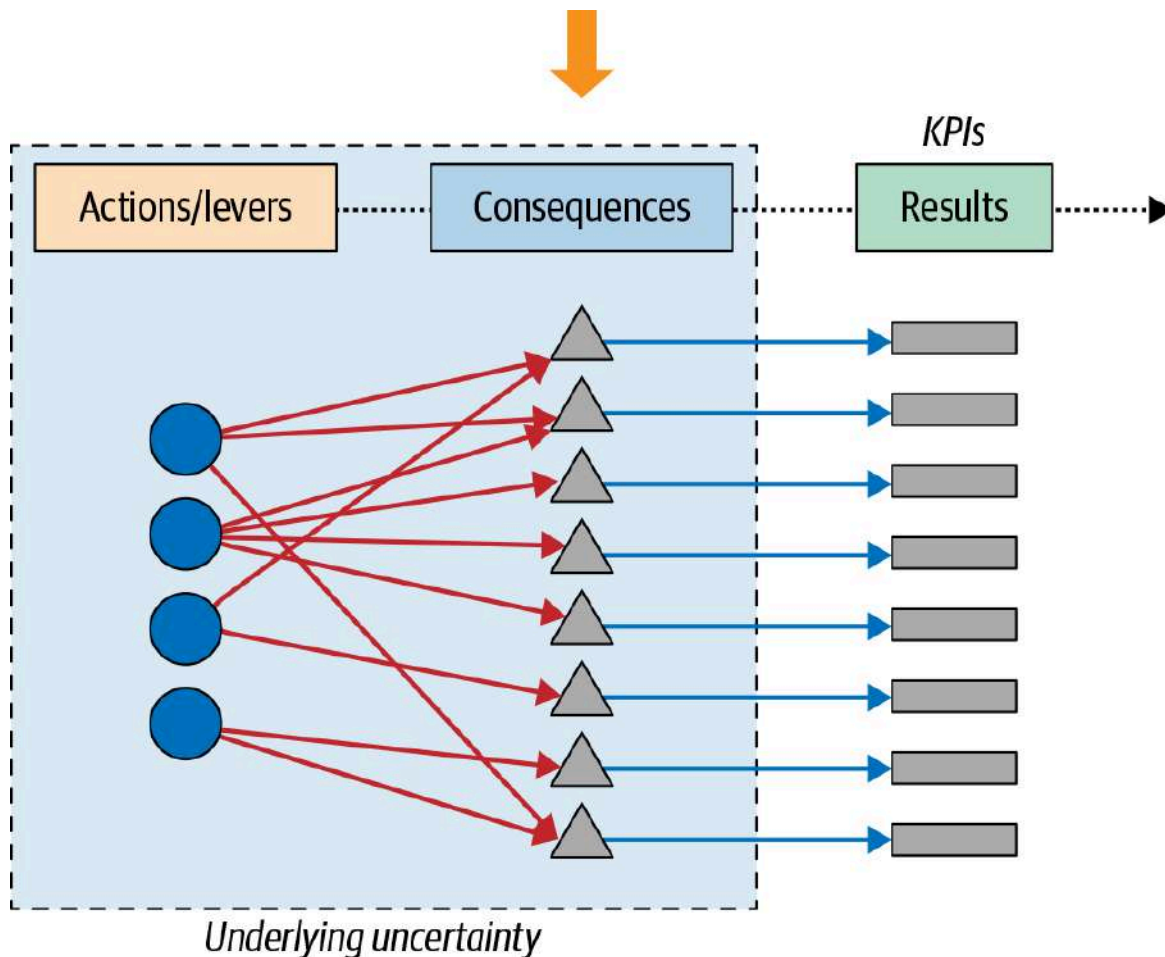 KPIs
Actions/levers
Consequences
Results
Underlying uncertainty